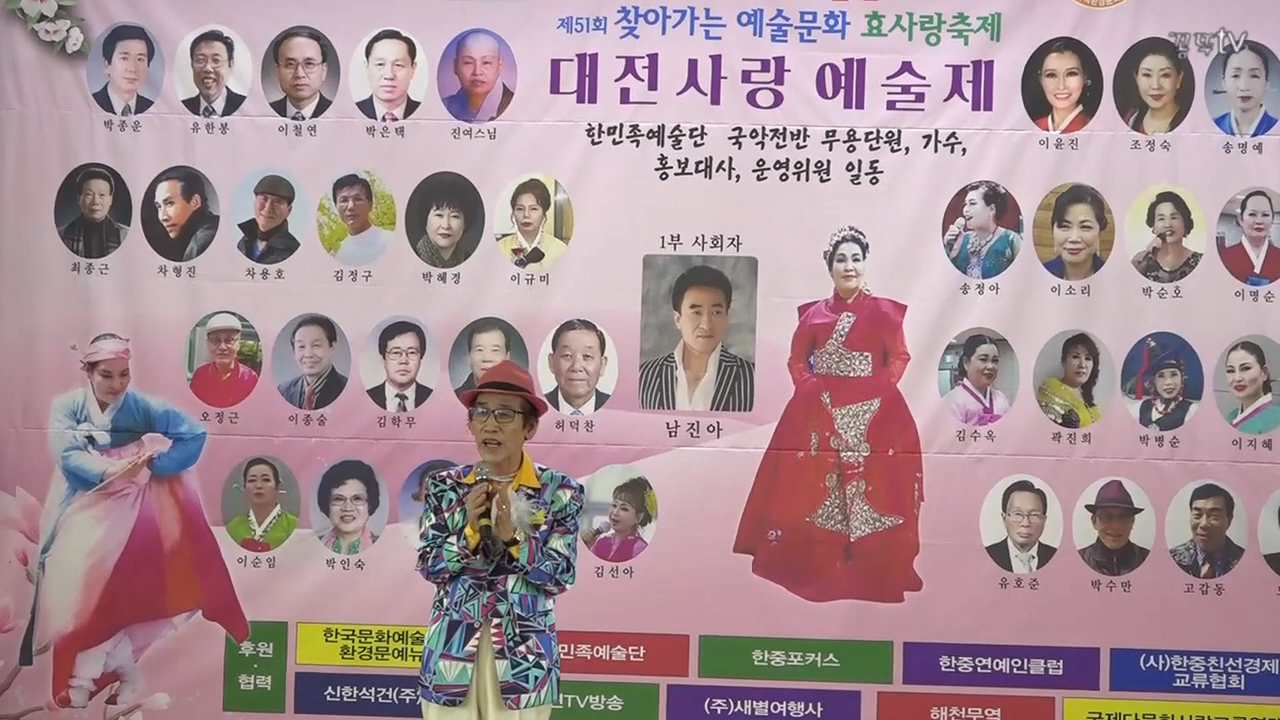 제51회 찾아가는 예술문화 효사랑축제
대전사랑 예술제
한민족예술단 국악전반 무용단원, 가수,
홍보대사, 운영위원 일동
tv
박종운 유한봉 이철연 박은택 진여스님
이윤진 조정숙 송명예
최종근 차형진 차용호 김정구 박혜경 이규미
1부 사회자
남진아
송정아 이소리 박순호 이명순
오정근 이종술 김학무 허덕찬
김수옥 곽진희 박병순 이지혜
이순임 박인숙 김선아
유호준 박수만 고갑동
후원
협력
한국문화예술
환경문예뉴
민족예술단
한중포커스
한중연예인클럽
(사)한중친선경제
교류협회
신한석건(주)
TV방송
(주)새별여행사
해천무역